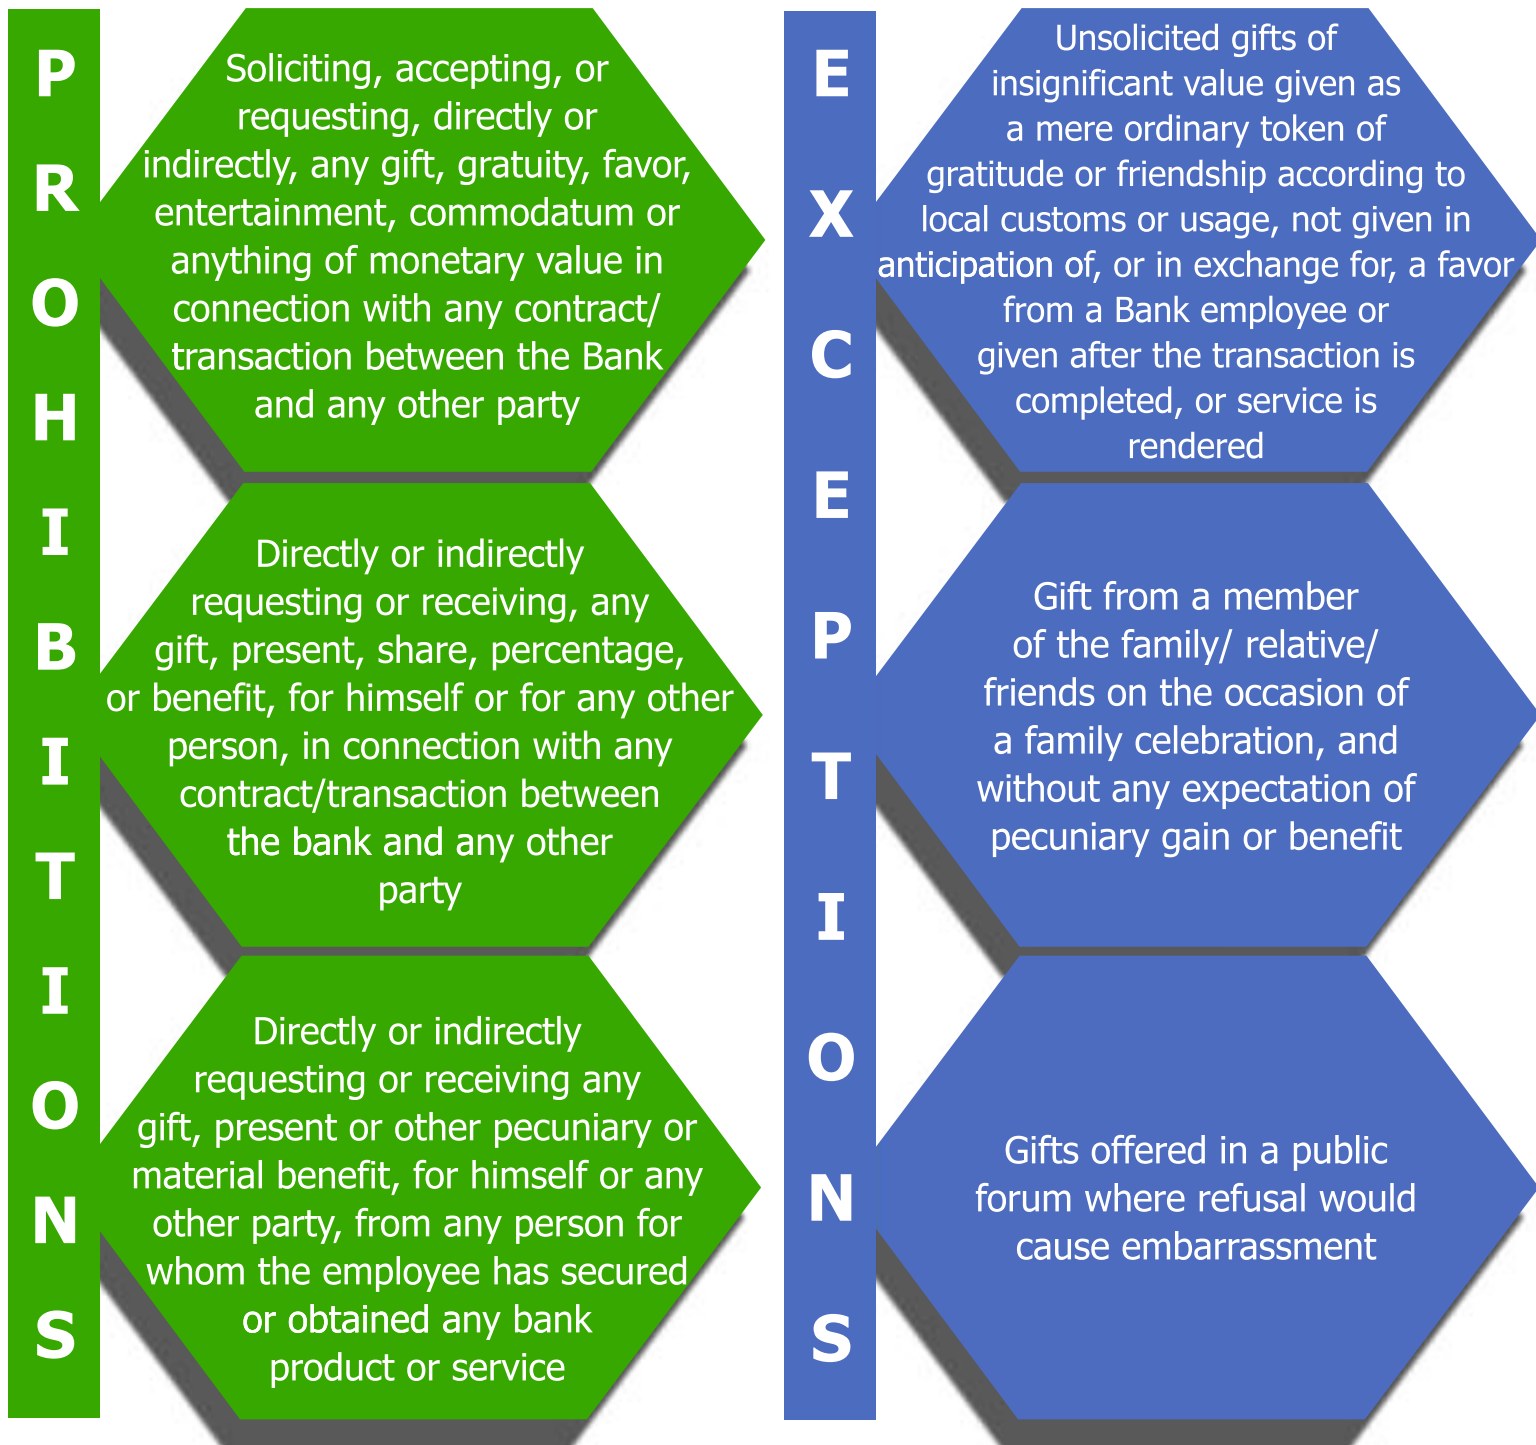 PROHIBITIONS
Soliciting, accepting, or
requesting, directly or
indirectly, any gift, gratuity, favor,
entertainment, commodatum or
anything of monetary value in
connection with any contract/
transaction between the Bank
and any other party
Directly or indirectly
requesting or receiving, any
gift, present, share, percentage,
or benefit, for himself or for any other
person, in connection with any
contract/transaction between
the bank and any other
party
Directly or indirectly
requesting or receiving any
gift, present or other pecuniary or
material benefit, for himself or any
other party, from any person for
whom the employee has secured
or obtained any bank
product or service
EXCEPTIONS
Unsolicited gifts of
insignificant value given as
a mere ordinary token of
gratitude or friendship according to
local customs or usage, not given in
anticipation of, or in exchange for, a favor
from a Bank employee or
given after the transaction is
completed, or service is
rendered
Gift from a member
of the family/ relative/
friends on the occasion of
a family celebration, and
without any expectation of
pecuniary gain or benefit
Gifts offered in a public
forum where refusal would
cause embarrassment